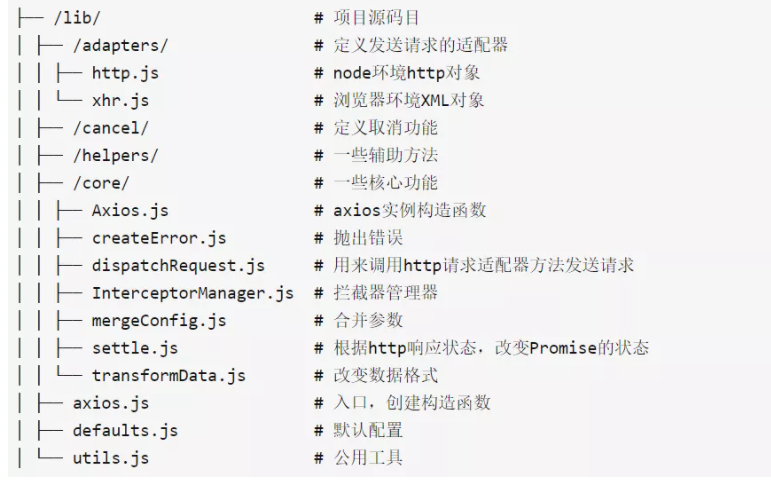 ├── /lib/                      # 项目源码目
│ ├── /adapters/               # 定义发送请求的适配器
│ │ ├── http.js                # node环境http对象
│ │ └── xhr.js                 # 浏览器环境XML对象
│ ├── /cancel/                 # 定义取消功能
│ ├── /helpers/                # 一些辅助方法
│ ├── /core/                   # 一些核心功能
│ │ ├── Axios.js               # axios实例构造函数
│ │ ├── createError.js         # 抛出错误
│ │ ├── dispatchRequest.js     # 用来调用http请求适配器方法发送请求
│ │ ├── InterceptorManager.js  # 拦截器管理器
│ │ ├── mergeConfig.js         # 合并参数
│ │ ├── settle.js              # 根据http响应状态，改变Promise的状态
│ │ └── transformData.js       # 改变数据格式
│ ├── axios.js                 # 入口，创建构造函数
│ ├── defaults.js              # 默认配置
│ └── utils.js                 # 公用工具